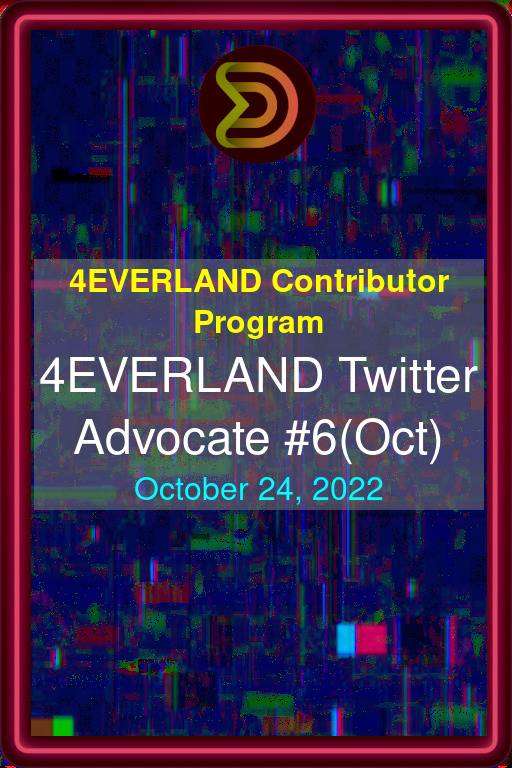 4EVERLAND Contributor
Program
4EVERLAND Twitter
Advocate #6(Oct)
October 24, 2022